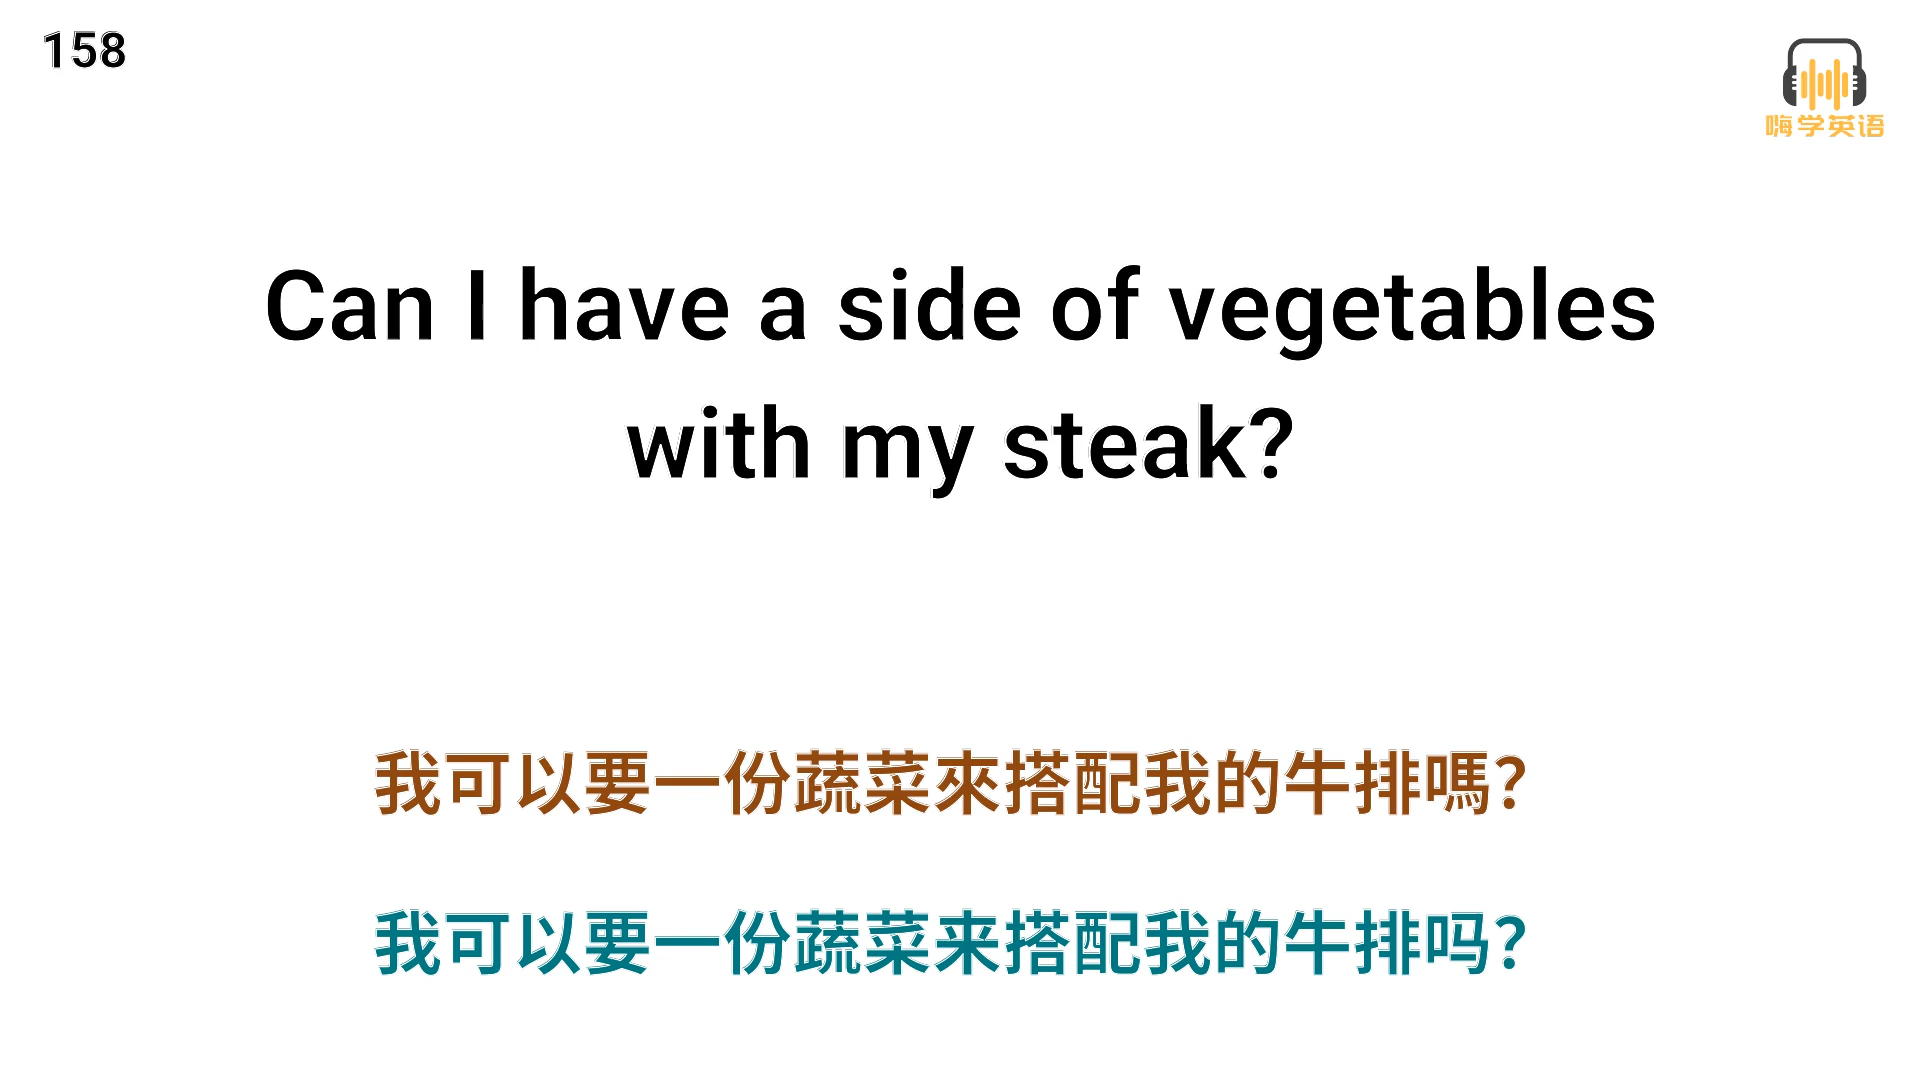 158
嗨学英语
Can I have a side of vegetables
with my steak?
我可以要一份蔬菜來搭配我的牛排嗎?
我可以要一份蔬菜来搭配我的牛排吗?